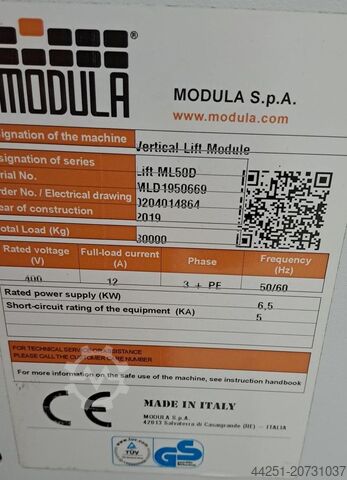 MODULA®
MODULA S.p.A.
www.modula.com
signation of the machine Vertical Lift Module
signation of series Lift ML50D
rial No. MLD1950669
der No. / Electrical drawing 0204014864
ear of construction 2019
otal Load (Kg) 30000
Rated voltage (V) Full-load current (A) Phase Frequency (Hz)
400 12 3 + PE 50/60
Rated power supply (KW) 6,5
Short-circuit rating of the equipment (KA) 5
FOR TECHNICAL SERVICE OR ASSISTANCE
PLEASE CALL THE CUSTOMER CARE NUMBER
For more information on the safe use of the machine, see instruction handbook
CE
MADE IN ITALY
MODULA S.p.A.
42013 Salvaterra di Casalgrande (RE) - ITALIA
TÜV
GS
44251-20731037